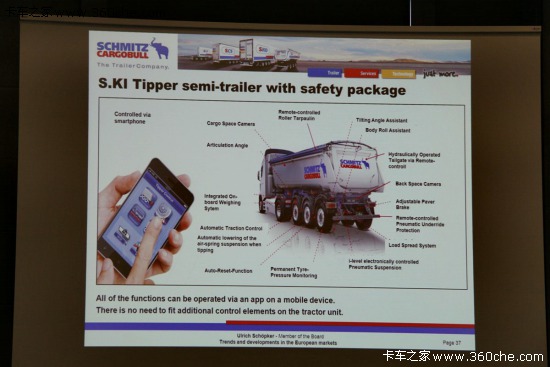 SCHMITZ
CARGOBULL
The TrailerCompany.
Trailer
Services
just more...
S.KI Tipper semi-trailer with safety package
Controlled via
smartphone
Remote-controlled
Roller Tarpaulin
Cargo Space Camera
Tilting Angle Assistant
Body Roll Assistant
Articulation Angle
Hydraulically Operated
Tailgate via Remote-
controll
Back Space Camera
Integrated On-
board Weighing
Sytem
Adjustable Paver
Brake
Remote-controlled
Pneumatic Underride
Protection
Automatic Traction Control
Automatic lowering of the
air-spring suspension when
tipping
Load Spread System
i-level electronically controlled
Pneumatic Suspension
Auto-Reset-Function
Permanent Tyre-
Pressure Monitoring
SCHMITZ
CARGOBULL
All of the functions can be operated via an app on a mobile device.
There is no need to fit additional control elements on the tractor unit.
Ulrich Schöpker - Member of the Board
Trends and developments in the European markets
Page 37
卡车之家 www.360che.com